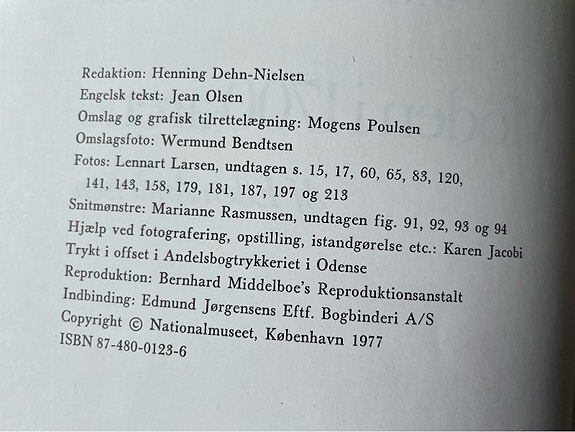 Redaktion: Henning Dehn-Nielsen
Engelsk tekst: Jean Olsen
Omslag og grafisk tilrettelægning: Mogens Poulsen
Omslagsfoto: Wermund Bendtsen
Fotos: Lennart Larsen, undtagen s. 15, 17, 60, 65, 83, 120,
141, 143, 158, 179, 181, 187, 197 og 213
Snitmønstre: Marianne Rasmussen, undtagen fig. 91, 92, 93 og 94
Hjælp ved fotografering, opstilling, istandgørelse etc.: Karen Jacobi
Trykt i offset i Andelsbogtrykkeriet i Odense
Reproduktion: Bernhard Middelboe's Reproduktionsanstalt
Indbinding: Edmund Jørgensens Eftf. Bogbinderi A/S
Copyright © Nationalmuseet, København 1977
ISBN 87-480-0123-6